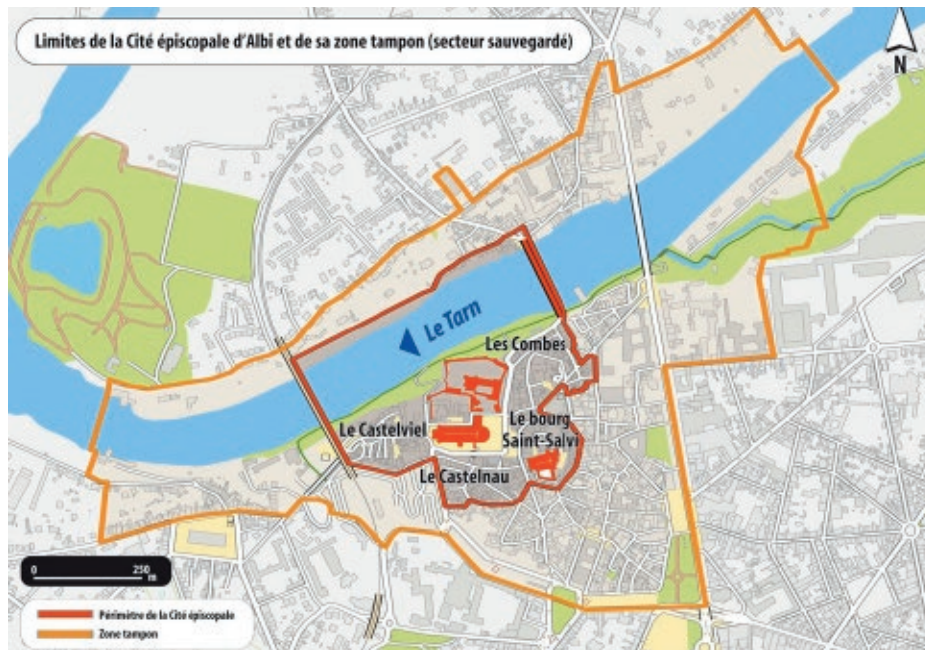 Limites de la Cité épiscopale d'Albi et de sa zone tampon (secteur sauvegardé)
N
Le Tarn
Les Combes
Le Castelviel
Le bourg
Saint-Salvi
Le Castelnau
0 250
m
Périmètre de la Cité épiscopale
Zone tampon